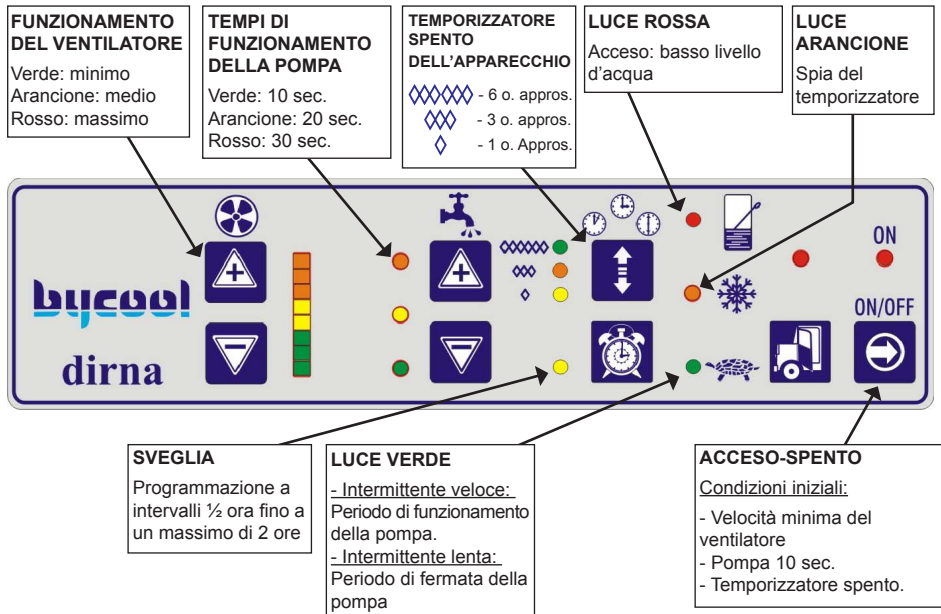 FUNZIONAMENTO
DEL VENTILATORE
Verde: minimo
Arancione: medio
Rosso: massimo
TEMPI DI
FUNZIONAMENTO
DELLA POMPA
Verde: 10 sec.
Arancione: 20 sec.
Rosso: 30 sec.
TEMPORIZZATORE
SPENTO
DELL'APPARECCHIO
- 6 o. appros.
- 3 o. appros.
- 1 o. Appros.
LUCE ROSSA
Acceso: basso livello
d'acqua
LUCE
ARANCIONE
Spia del
temporizzatore
bycool
dirna
ON
ON/OFF
SVEGLIA
Programmazione a
intervalli ½ ora fino a
un massimo di 2 ore
LUCE VERDE
- Intermittente veloce:
Periodo di funzionamento
della pompa.
- Intermittente lenta:
Periodo di fermata della
pompa
ACCESO-SPENTO
Condizioni iniziali:
- Velocità minima del
ventilatore
- Pompa 10 sec.
- Temporizzatore spento.